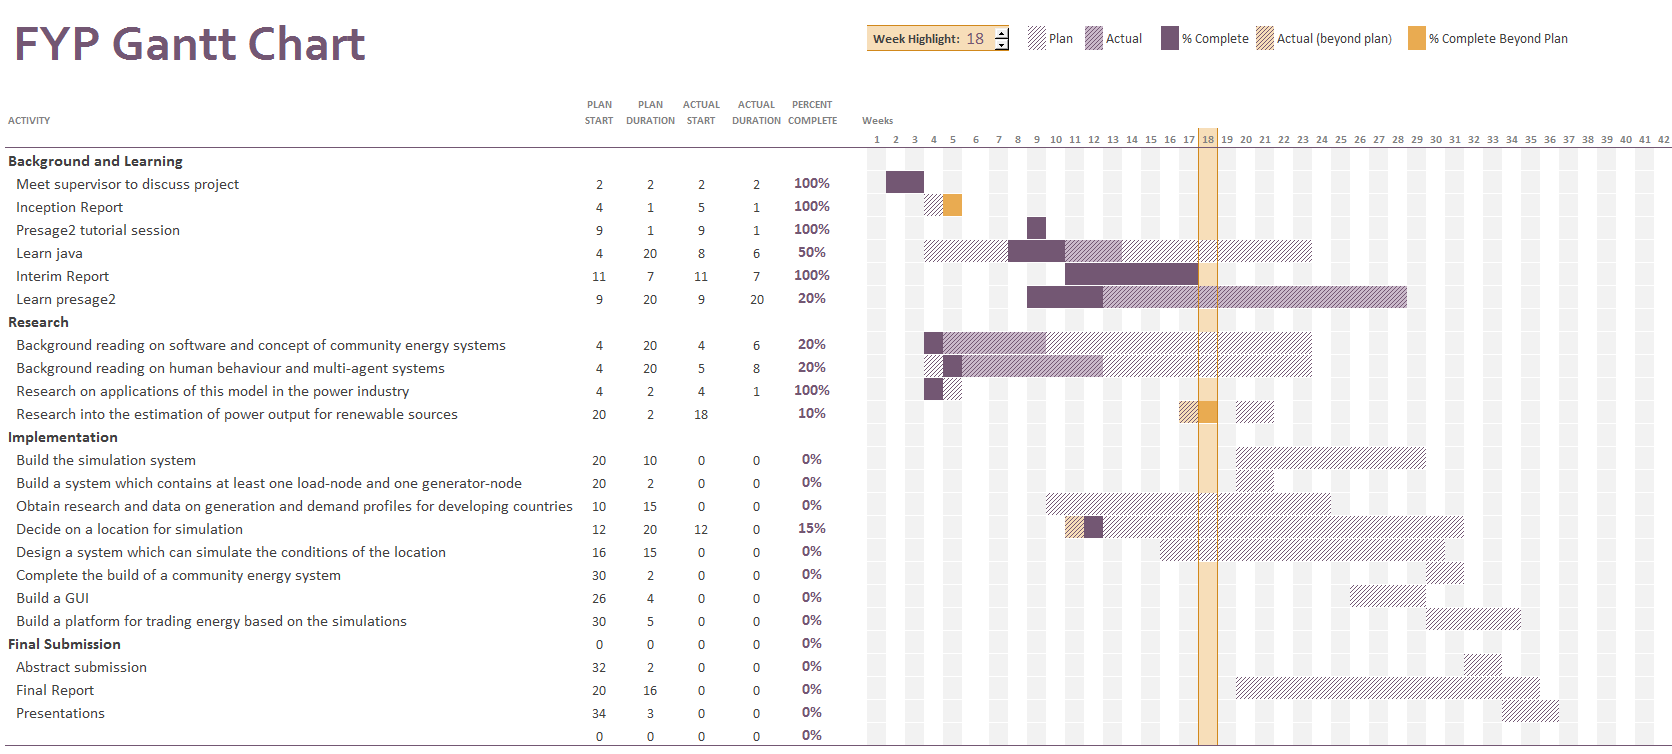 FYP Gantt Chart
Week Highlight: 18 Plan Actual % Complete Actual (beyond plan) % Complete Beyond Plan
PLAN PLAN ACTUAL ACTUAL PERCENT
ACTIVITY START DURATION START DURATION COMPLETE Weeks
1 2 3 4 5 6 7 8 9 10 11 12 13 14 15 16 17 18 19 20 21 22 23 24 25 26 27 28 29 30 31 32 33 34 35 36 37 38 39 40 41 42
Background and Learning
Meet supervisor to discuss project 2 2 2 2 100%
Inception Report 4 1 5 1 100%
Presage2 tutorial session 9 1 9 1 100%
Learn java 4 20 8 6 50%
Interim Report 11 7 11 7 100%
Learn presage2 9 20 9 20 20%
Research
Background reading on software and concept of community energy systems 4 20 4 6 20%
Background reading on human behaviour and multi-agent systems 4 20 5 8 20%
Research on applications of this model in the power industry 4 2 4 1 100%
Research into the estimation of power output for renewable sources 20 2 18 10%
Implementation
Build the simulation system 20 10 0 0 0%
Build a system which contains at least one load-node and one generator-node 20 2 0 0 0%
Obtain research and data on generation and demand profiles for developing countries 10 15 0 0 0%
Decide on a location for simulation 12 20 12 0 15%
Design a system which can simulate the conditions of the location 16 15 0 0 0%
Complete the build of a community energy system 30 2 0 0 0%
Build a GUI 26 4 0 0 0%
Build a platform for trading energy based on the simulations 30 5 0 0 0%
Final Submission 0 0 0 0 0%
Abstract submission 32 2 0 0 0%
Final Report 20 16 0 0 0%
Presentations 34 3 0 0 0%
0 0 0 0 0%